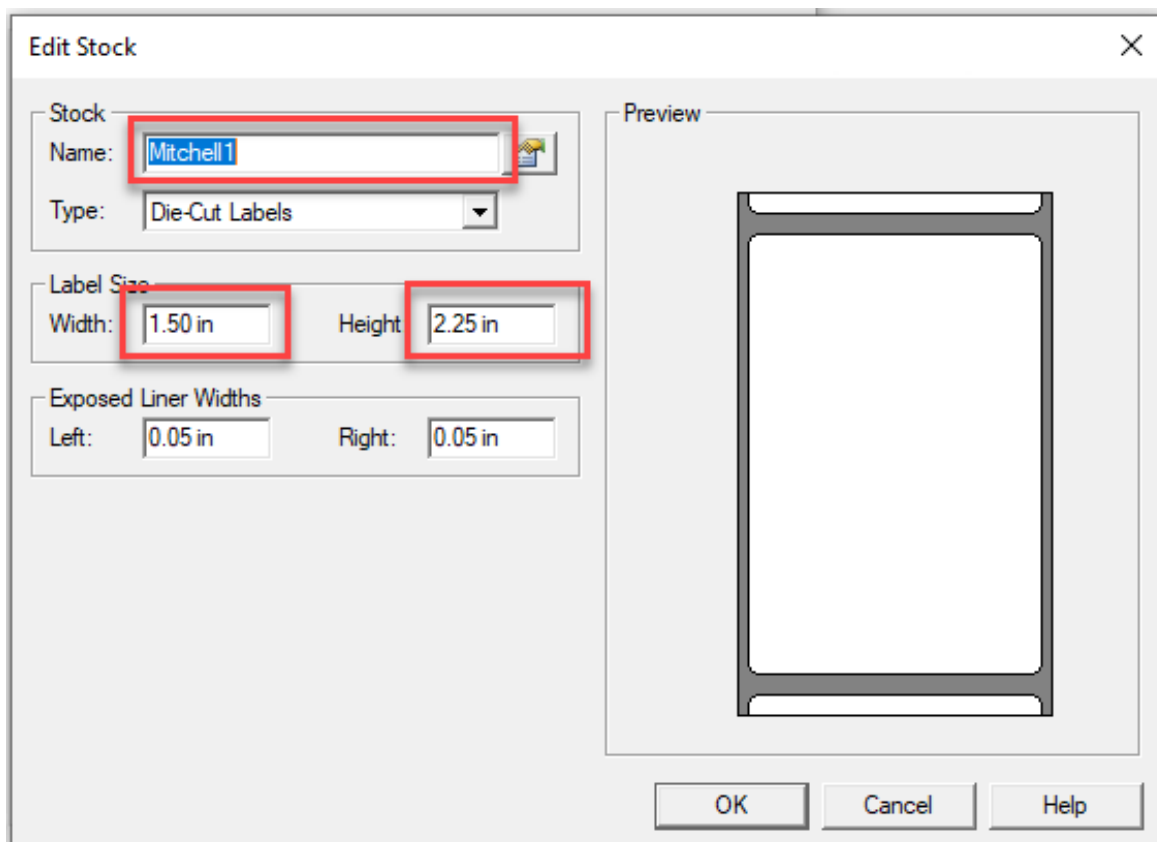 Edit Stock
Stock
Name: Mitchell1
Type: Die-Cut Labels
Label Size
Width: 1.50 in Height 2.25 in
Exposed Liner Widths
Left: 0.05 in Right: 0.05 in
Preview
OK Cancel Help